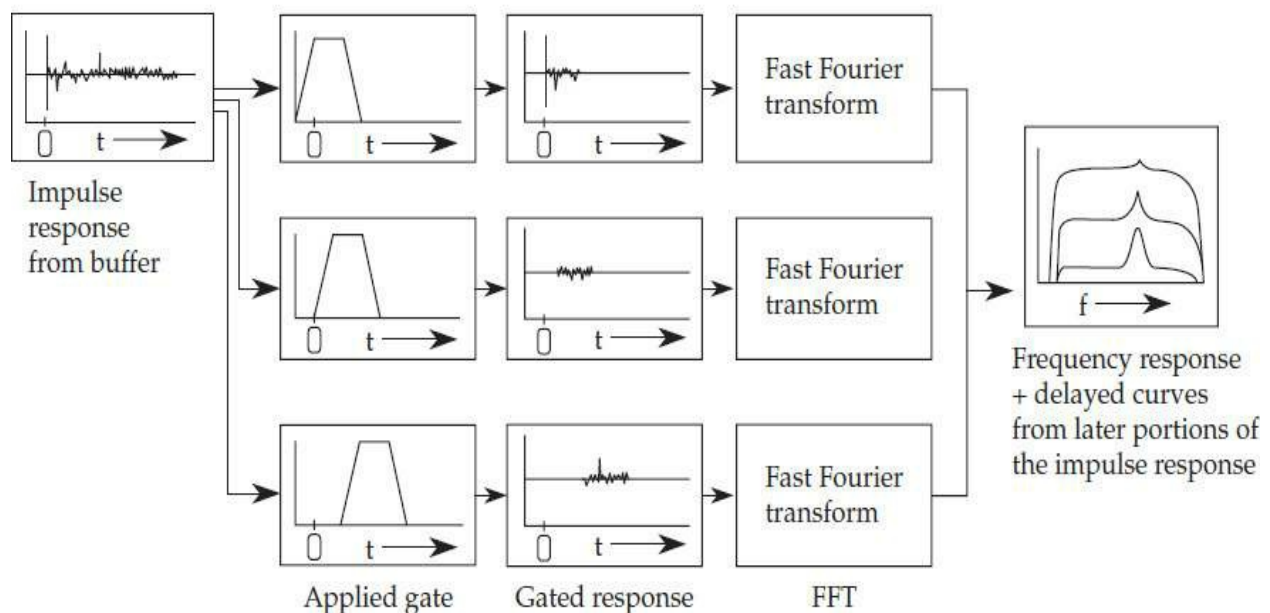 0
t
Impulse
response
from buffer
0 t
0 t
Fast Fourier
transform
0 t
0 t
Fast Fourier
transform
0 t
0 t
Fast Fourier
transform
Applied gate
Gated response
FFT
f
Frequency response
+ delayed curves
from later portions of
the impulse response